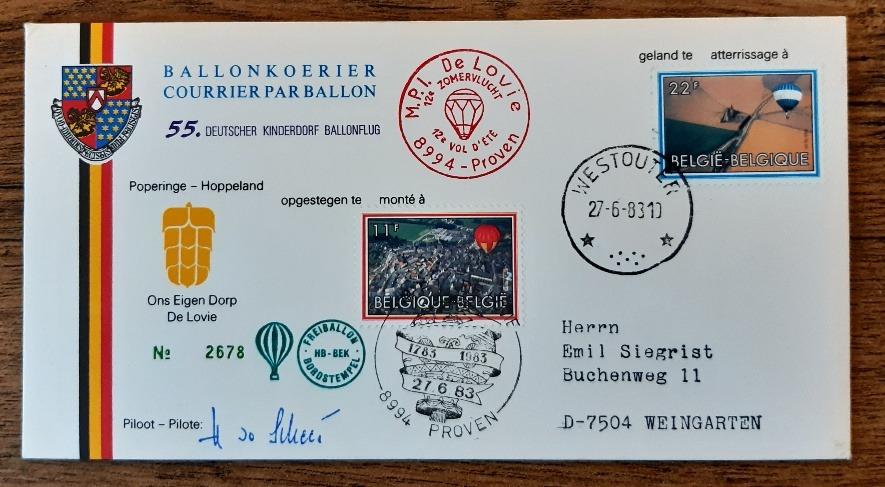 BALLONKOERIER
COURRIER PAR BALLON
55. DEUTSCHER KINDERDORF BALLONFLUG
M.P.I. De Lovie
12e ZOMERVLUCHT
12e VOL D'ÉTÉ
8994 - Proven
geland te atterrissage à
22F
BELGIË-BELGIQUE
WESTOUTER
27-6-83 10
Poperinge - Hoppeland
opgestegen te monté à
11F
BELGIQUE-BELGIË
Ons Eigen Dorp
De Lovie
№ 2678
FREIBALLON
HB-BEK
BORDSTEMPEL
1783 1983
27.6.83
8994 PROVEN
Herrn
Emil Siegrist
Buchenweg 11
D-7504 WEINGARTEN
Piloot - Pilote: